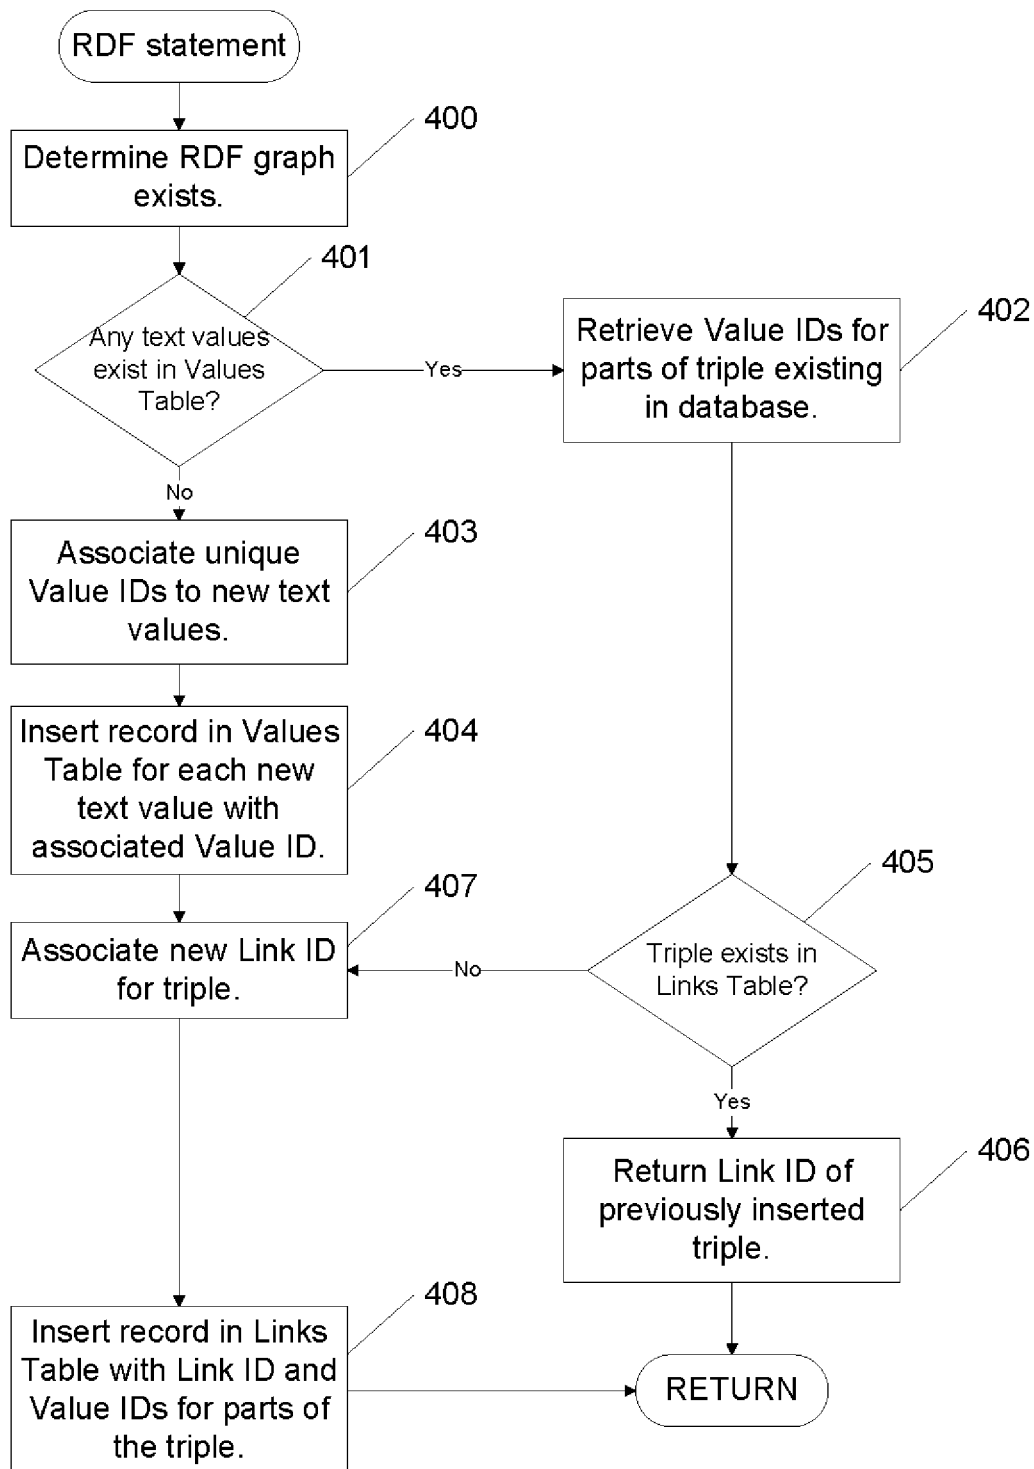 RDF statement
400
Determine RDF graph
exists.
401
Any text values
exist in Values
Table?
Yes
402
Retrieve Value IDs for
parts of triple existing
in database.
No
403
Associate unique
Value IDs to new text
values.
404
Insert record in Values
Table for each new
text value with
associated Value ID.
405
Triple exists in
Links Table?
No
407
Associate new Link ID
for triple.
Yes
406
Return Link ID of
previously inserted
triple.
408
Insert record in Links
Table with Link ID and
Value IDs for parts of
the triple.
RETURN